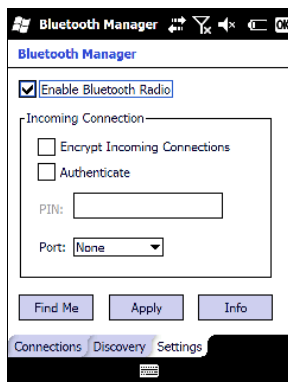 Bluetooth Manager OK
Bluetooth Manager
Enable Bluetooth Radio
Incoming Connection
Encrypt Incoming Connections
Authenticate
PIN:
Port: None
Find Me Apply Info
Connections Discovery Settings